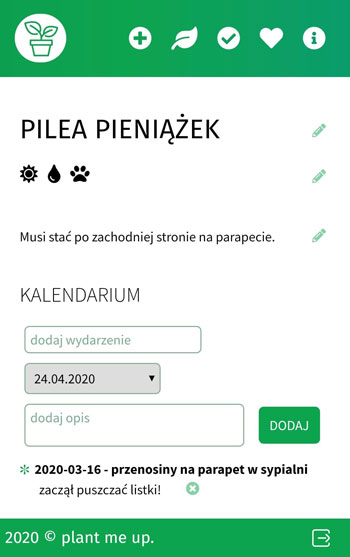 PILEA PIENIĄŻEK
Musi stać po zachodniej stronie na parapecie.
KALENDARIUM
dodaj wydarzenie
24.04.2020
dodaj opis
DODAJ
2020-03-16 - przenosiny na parapet w sypialni
zaczął puszczać listki!
2020 © plant me up.